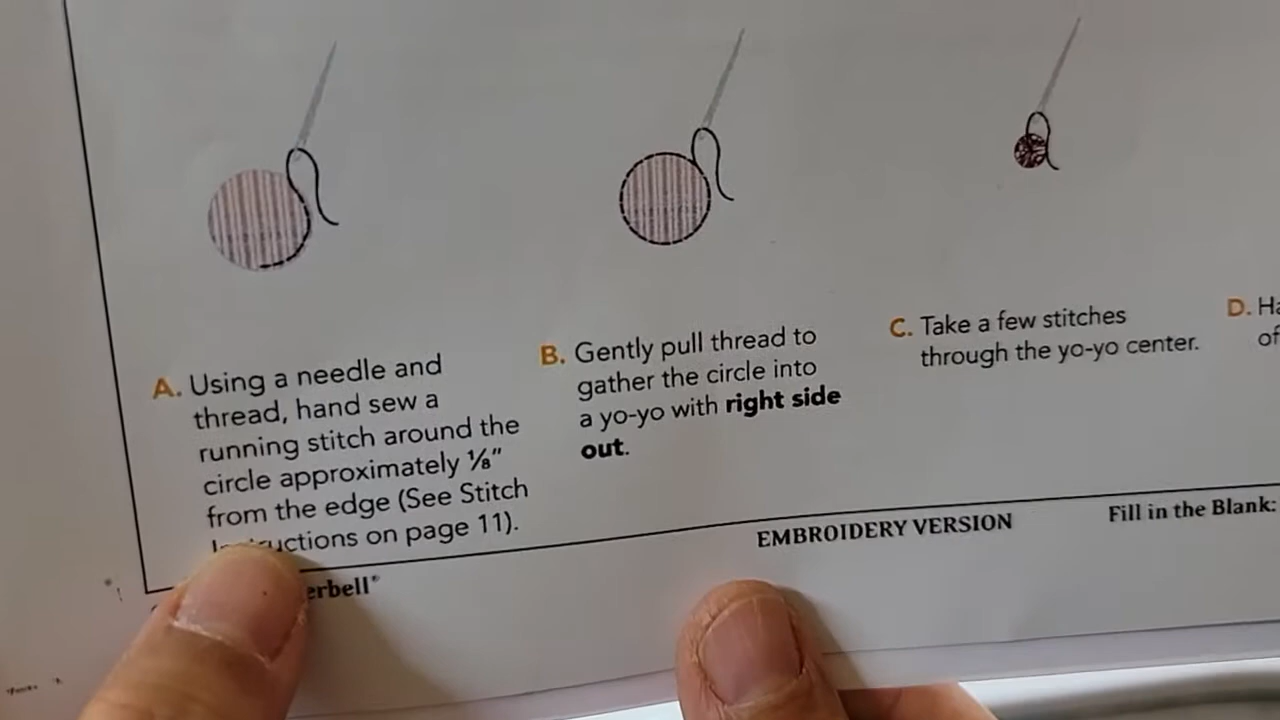 A. Using a needle and
thread, hand sew a
running stitch around the
circle approximately ⅛"
from the edge (See Stitch
Instructions on page 11).
B. Gently pull thread to
gather the circle into
a yo-yo with right side
out.
C. Take a few stitches
through the yo-yo center.
D.
of
EMBROIDERY VERSION
Fill in the Blank:
erbell®